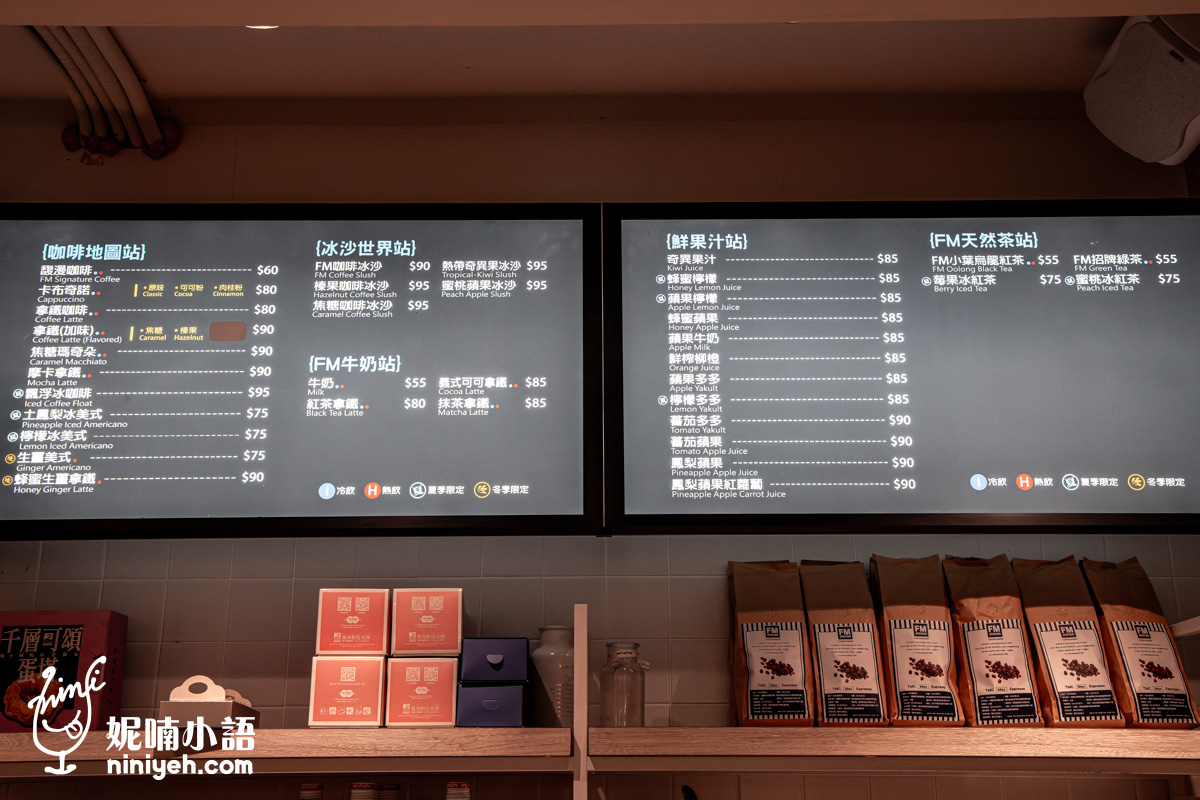 {咖啡地圖站}
馥漫咖啡 $60
FM Signature Coffee
卡布奇諾 原味 可可粉 肉桂粉 $80
Cappuccino Classic Cocoa Cinnamon
拿鐵咖啡 $80
Coffee Latte
拿鐵(加味) 焦糖 榛果 $90
Coffee Latte (Flavored) Caramel Hazelnut
焦糖瑪奇朵 $90
Caramel Macchiato
摩卡拿鐵 $90
Mocha Latte
飄浮冰咖啡 $95
Iced Coffee Float
土鳳梨冰美式 $75
Pineapple Iced Americano
檸檬冰美式 $75
Lemon Iced Americano
生薑美式 $75
Ginger Americano
蜂蜜生薑拿鐵 $90
Honey Ginger Latte
{冰沙世界站}
FM咖啡冰沙 $90
FM Coffee Slush
榛果咖啡冰沙 $95
Hazelnut Coffee Slush
焦糖咖啡冰沙 $95
Caramel Coffee Slush
熱帶奇異果冰沙 $95
Tropical-Kiwi Slush
蜜桃蘋果冰沙 $95
Peach Apple Slush
{FM牛奶站}
牛奶 $55
Milk
紅茶拿鐵 $80
Black Tea Latte
義式可可拿鐵 $85
Cocoa Latte
抹茶拿鐵 $85
Matcha Latte
I 冷飲 H 熱飲 夏 夏季限定 冬 冬季限定
{鮮果汁站}
奇異果汁 $85
Kiwi Juice
蜂蜜檸檬 $85
Honey Lemon Juice
蘋果檸檬 $85
Apple Lemon Juice
蜂蜜蘋果 $85
Honey Apple Juice
蘋果牛奶 $85
Apple Milk
鮮榨柳橙 $85
Orange Juice
蘋果多多 $85
Apple Yakult
檸檬多多 $85
Lemon Yakult
蕃茄多多 $90
Tomato Yakult
蕃茄蘋果 $90
Tomato Apple Juice
鳳梨蘋果 $90
Pineapple Apple Juice
鳳梨蘋果紅蘿蔔 $90
Pineapple Apple Carrot Juice
{FM天然茶站}
FM小葉烏龍紅茶 $55
FM Oolong Black Tea
莓果冰紅茶 $75
Berry Iced Tea
FM招牌綠茶 $55
FM Green Tea
蜜桃冰紅茶 $75
Peach Iced Tea
I 冷飲 H 熱飲 夏 夏季限定 冬 冬季限定
千層可頌
蛋
FM
FM
FM
FM
FM
FM
nini
妮喃小語
niniyeh.com